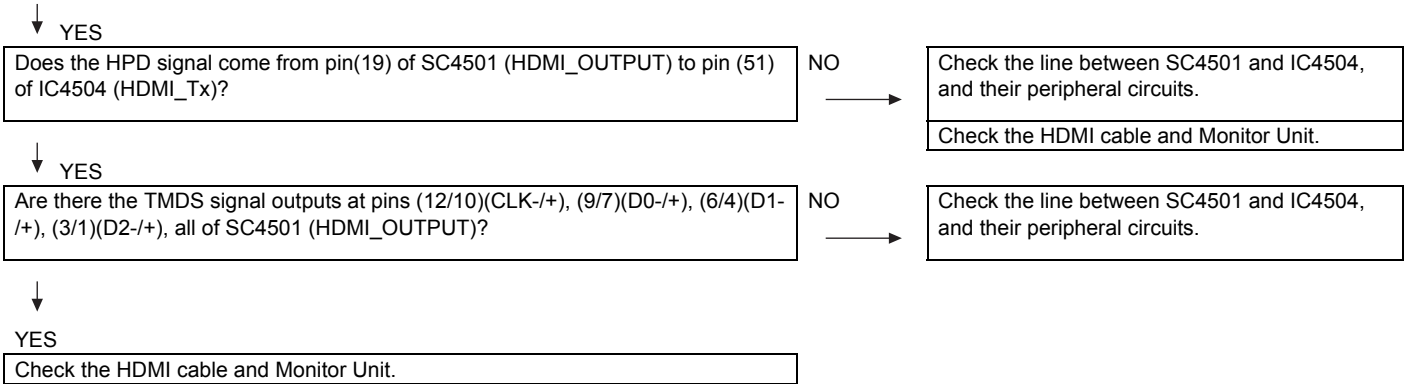 YES
Does the HPD signal come from pin(19) of SC4501 (HDMI_OUTPUT) to pin (51)
of IC4504 (HDMI_Tx)?
NO
Check the line between SC4501 and IC4504,
and their peripheral circuits.
Check the HDMI cable and Monitor Unit.
YES
Are there the TMDS signal outputs at pins (12/10)(CLK-/+), (9/7)(D0-/+), (6/4)(D1-
/+), (3/1)(D2-/+), all of SC4501 (HDMI_OUTPUT)?
NO
Check the line between SC4501 and IC4504,
and their peripheral circuits.
YES
Check the HDMI cable and Monitor Unit.